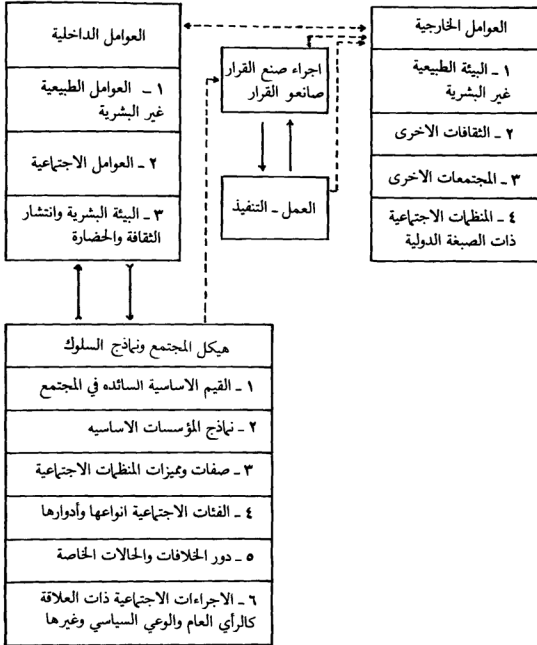 العوامل الخارجية
١ - البيئة الطبيعية
غير البشرية
٢ - الثقافات الاخرى
٣ - المجتمعات الاخرى
٤ - المنظمات الاجتماعية
ذات الصبغة الدولية
اجراء صنع القرار
صانعو القرار
العمل - التنفيذ
العوامل الداخلية
١ - العوامل الطبيعية
غير البشرية
٢ - العوامل الاجتماعية
٣ - البيئة البشرية وانتشار
الثقافة والحضارة
هيكل المجتمع ونماذج السلوك
١ - القيم الاساسية السائده في المجتمع
٢ - نماذج المؤسسات الاساسيه
٣ - صفات ومميزات المنظمات الاجتماعية
٤ - الفئات الاجتماعية انواعها وأدوارها
٥ - دور الخلافات والحالات الخاصة
٦ - الاجراءات الاجتماعية ذات العلاقة
كالرأي العام والوعي السياسي وغيرها